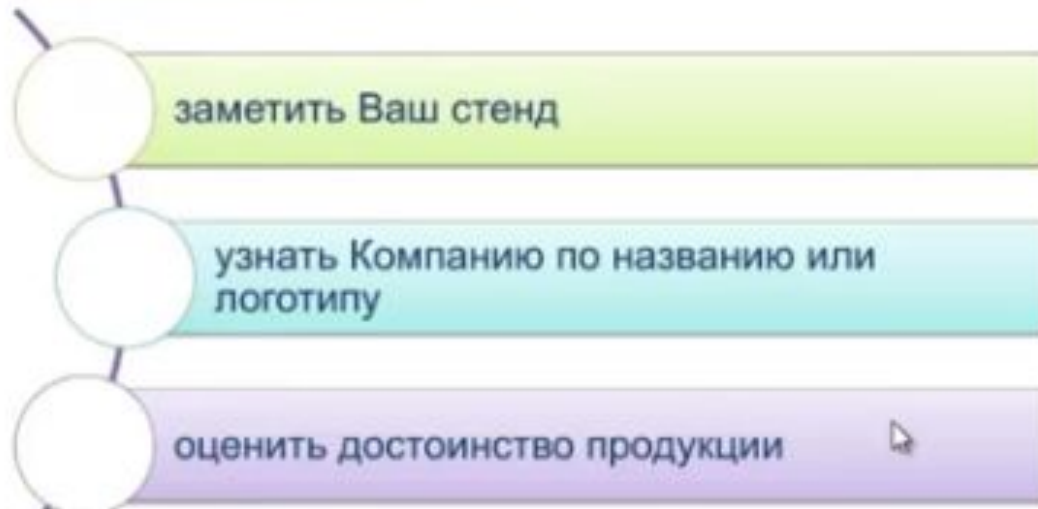 заметить Ваш стенд
узнать Компанию по названию или
логотипу
оценить достоинство продукции